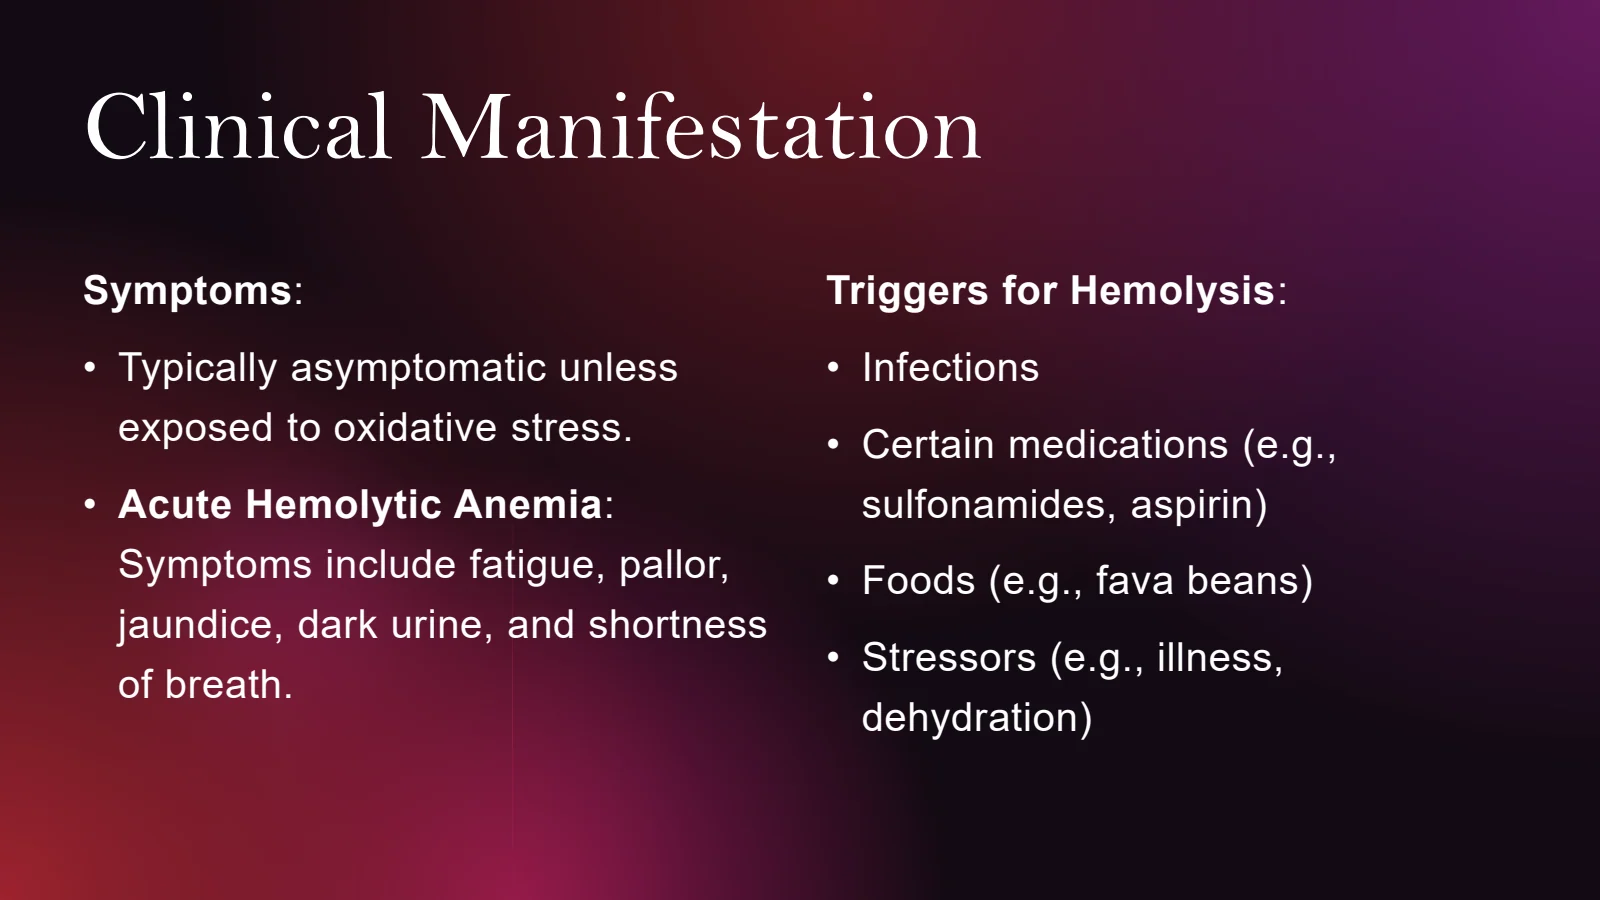 Clinical Manifestation
Symptoms:
• Typically asymptomatic unless
exposed to oxidative stress.
• Acute Hemolytic Anemia:
Symptoms include fatigue, pallor,
jaundice, dark urine, and shortness
of breath.
Triggers for Hemolysis:
• Infections
• Certain medications (e.g.,
sulfonamides, aspirin)
• Foods (e.g., fava beans)
• Stressors (e.g., illness,
dehydration)